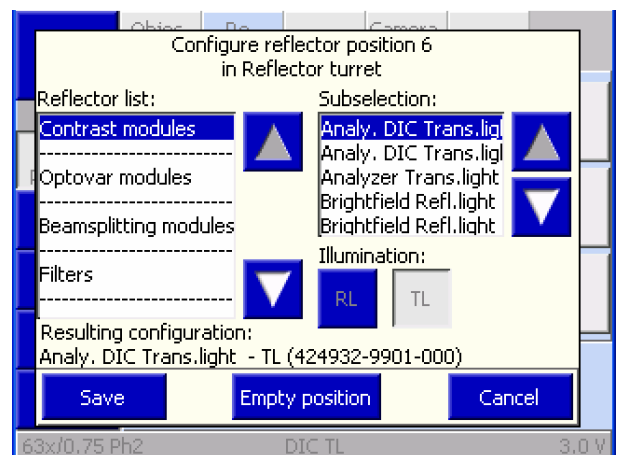 Configure reflector position 6
in Reflector turret
Reflector list:
Contrast modules
Optovar modules
Beamsplitting modules
Filters
Subselection:
Analy. DIC Trans.lig
Analy. DIC Trans.ligl
Analyzer Trans.light
Brightfield Refl.light
Brightfield Refl.light
Illumination:
RL
TL
Resulting configuration:
Analy. DIC Trans.light - TL (424932-9901-000)
Save
Empty position
Cancel
63x/0.75 Ph2
DIC TL
3.0 V